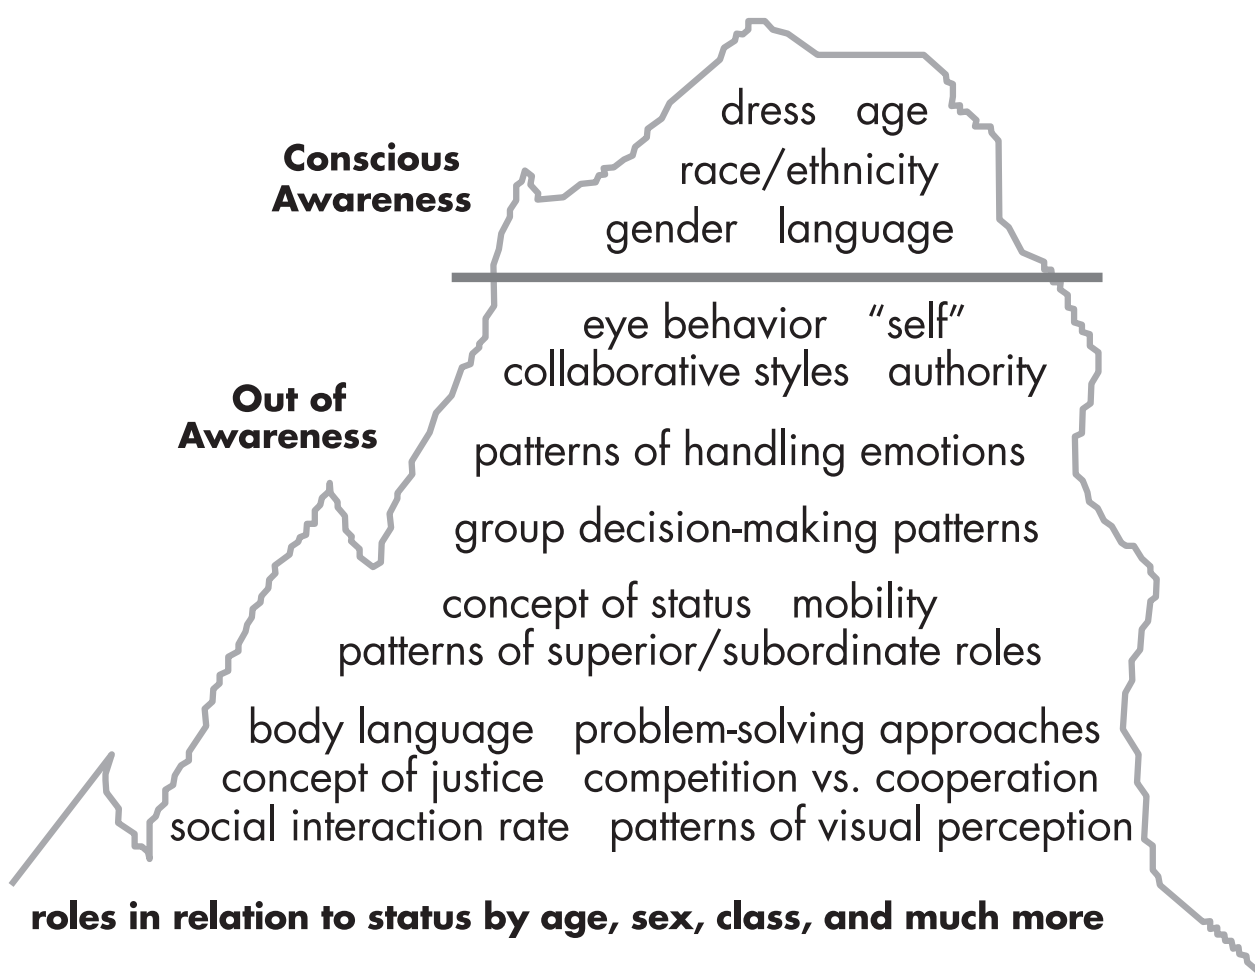 dress age
Conscious
Awareness
race/ethnicity
gender language
eye behavior “self”
collaborative styles authority
Out of
Awareness
patterns of handling emotions
group decision-making patterns
concept of status mobility
patterns of superior/subordinate roles
body language problem-solving approaches
concept of justice competition vs. cooperation
social interaction rate patterns of visual perception
roles in relation to status by age, sex, class, and much more